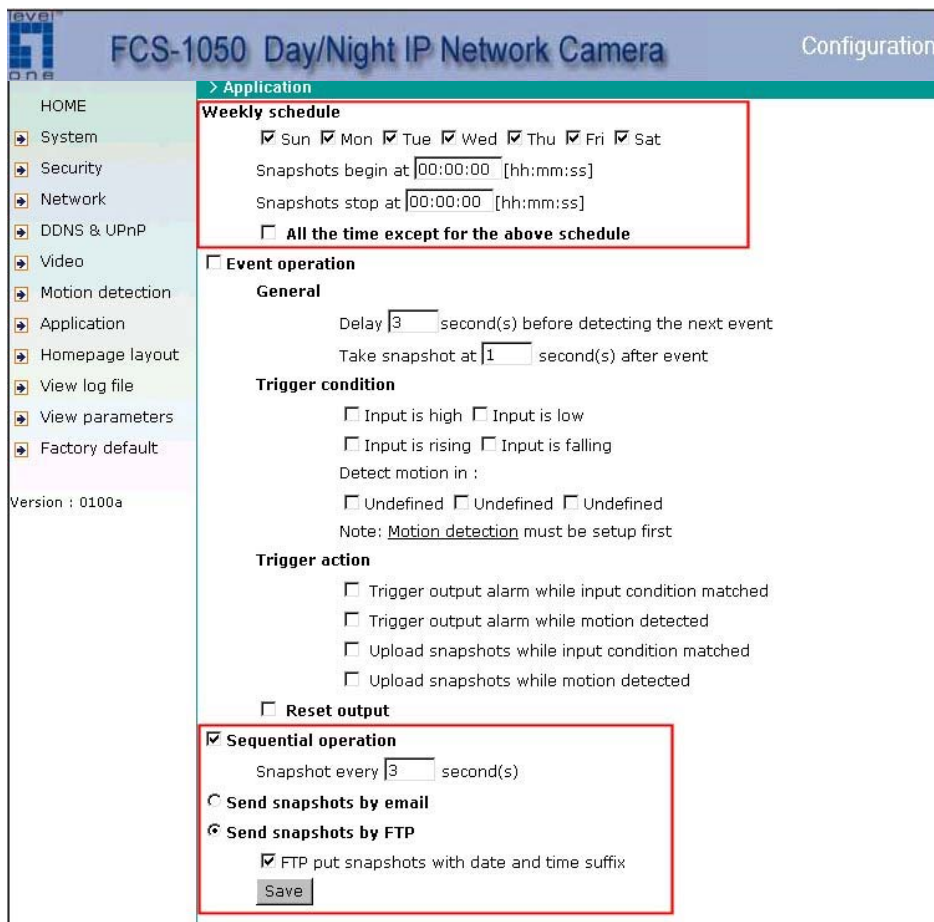 level
one
FCS-1050 Day/Night IP Network Camera
Configuration
HOME
System
Security
Network
DDNS & UPnP
Video
Motion detection
Application
Homepage layout
View log file
View parameters
Factory default
Version : 0100a
> Application
Weekly schedule
Sun Mon Tue Wed Thu Fri Sat
Snapshots begin at 00:00:00 [hh:mm:ss]
Snapshots stop at 00:00:00 [hh:mm:ss]
All the time except for the above schedule
Event operation
General
Delay 3 second(s) before detecting the next event
Take snapshot at 1 second(s) after event
Trigger condition
Input is high Input is low
Input is rising Input is falling
Detect motion in :
Undefined Undefined Undefined
Note: Motion detection must be setup first
Trigger action
Trigger output alarm while input condition matched
Trigger output alarm while motion detected
Upload snapshots while input condition matched
Upload snapshots while motion detected
Reset output
Sequential operation
Snapshot every 3 second(s)
Send snapshots by email
Send snapshots by FTP
FTP put snapshots with date and time suffix
Save